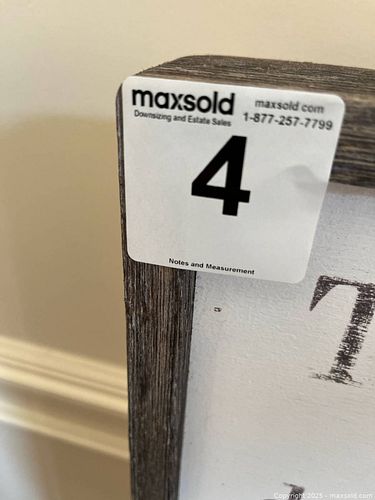 maxsold
Downsizing and Estate Sales
maxsold.com
1-877-257-7799
4
Notes and Measurement
T
Copyright 2025 - maxsold.com